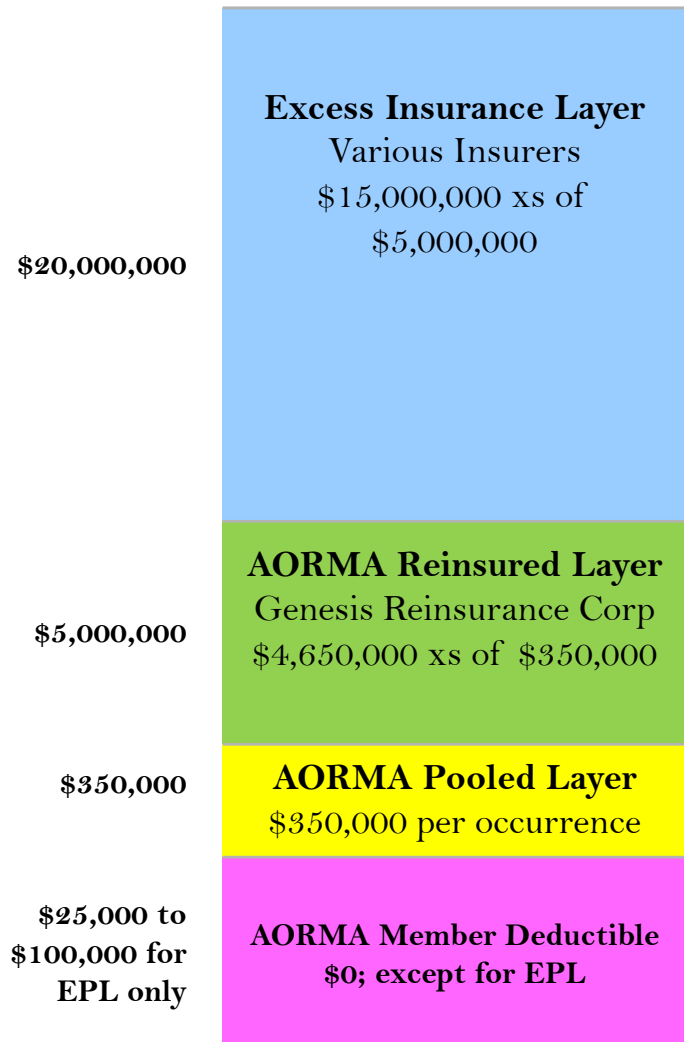 Excess Insurance Layer
Various Insurers
$15,000,000 xs of
$5,000,000
$20,000,000
AORMA Reinsured Layer
Genesis Reinsurance Corp
$4,650,000 xs of $350,000
$5,000,000
AORMA Pooled Layer
$350,000 per occurrence
$350,000
$25,000 to
$100,000 for
EPL only
AORMA Member Deductible
$0; except for EPL